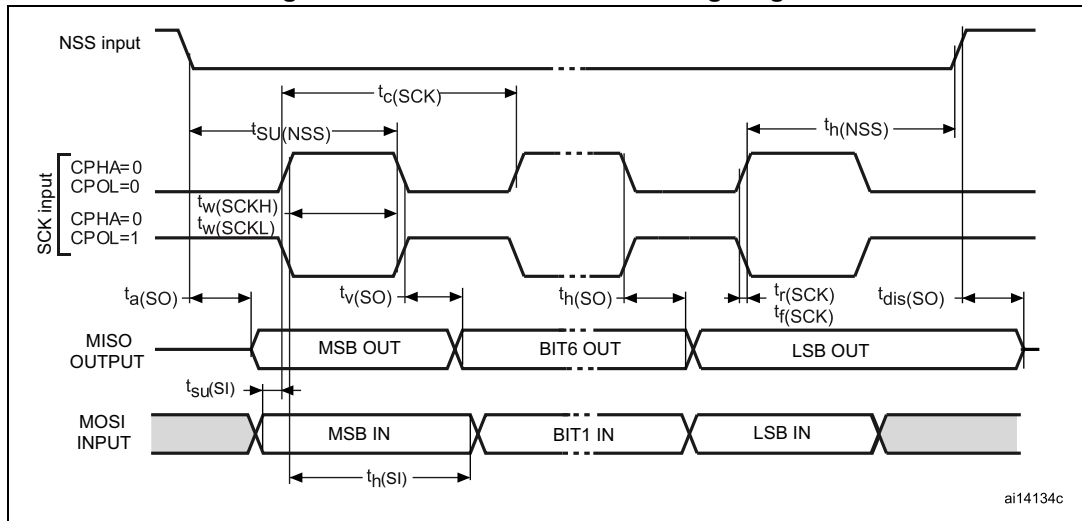 NSS input
tc(SCK)
tSU(NSS)
th(NSS)
SCK input
CPHA=0
CPOL=0
tw(SCKH)
CPHA=0
tw(SCKL)
CPOL=1
ta(SO)
tv(SO)
th(SO)
tr(SCK)
tf(SCK)
tdis(SO)
MISO
OUTPUT
MSB OUT
BIT6 OUT
LSB OUT
tsu(SI)
MOSI
INPUT
MSB IN
BIT1 IN
LSB IN
th(SI)
ai14134c